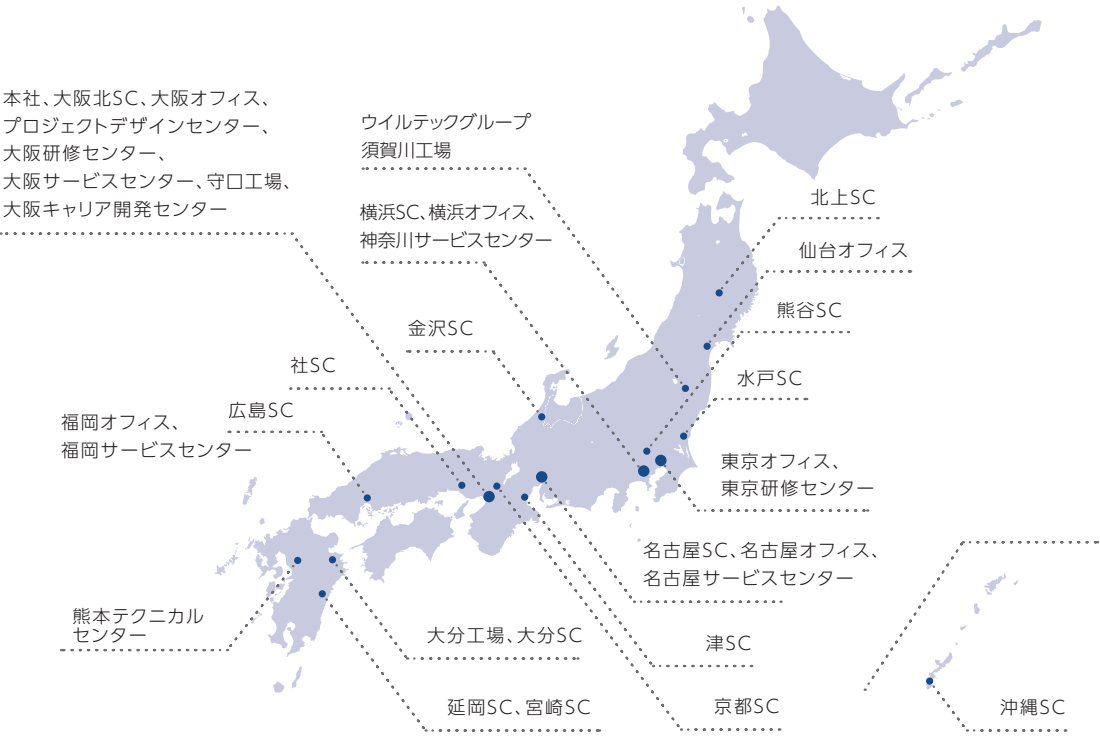 本社、大阪北SC、大阪オフィス、
プロジェクトデザインセンター、
大阪研修センター、
大阪サービスセンター、守口工場、
大阪キャリア開発センター
ウイルテックグループ
須賀川工場
横浜SC、横浜オフィス、
神奈川サービスセンター
北上SC
仙台オフィス
熊谷SC
金沢SC
社SC
水戸SC
広島SC
福岡オフィス、
福岡サービスセンター
東京オフィス、
東京研修センター
名古屋SC、名古屋オフィス、
名古屋サービスセンター
熊本テクニカル
センター
大分工場、大分SC
津SC
延岡SC、宮崎SC
京都SC
沖縄SC